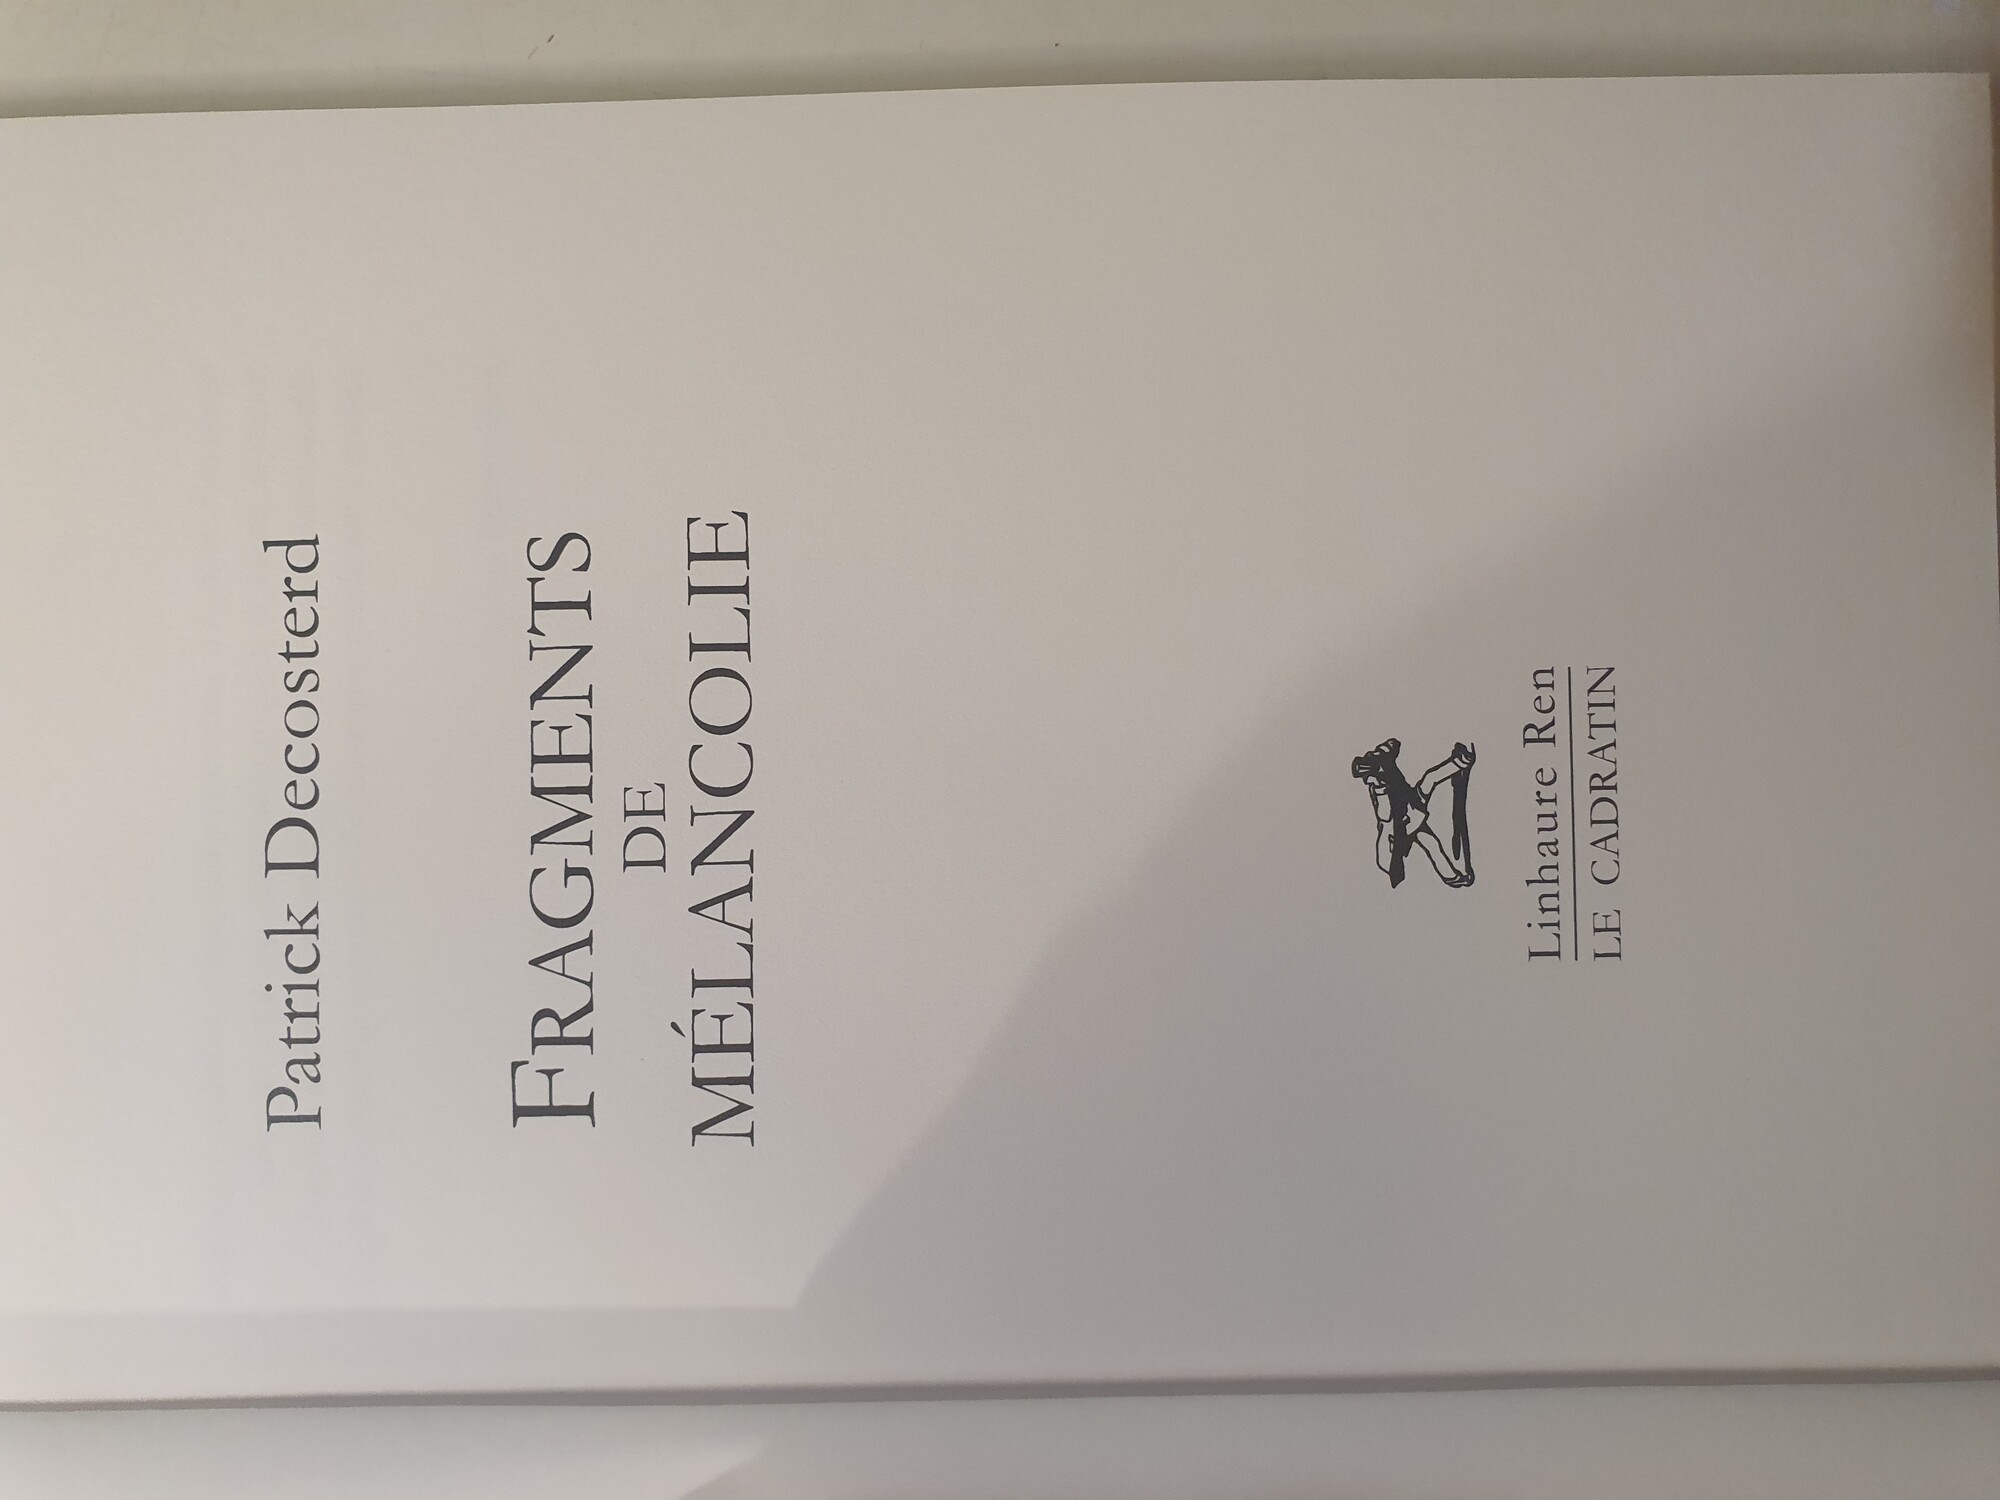 Patrick Decosterd
FRAGMENTS
DE
MÉLANCOLIE
Linhaure Ren
LE CADRATIN